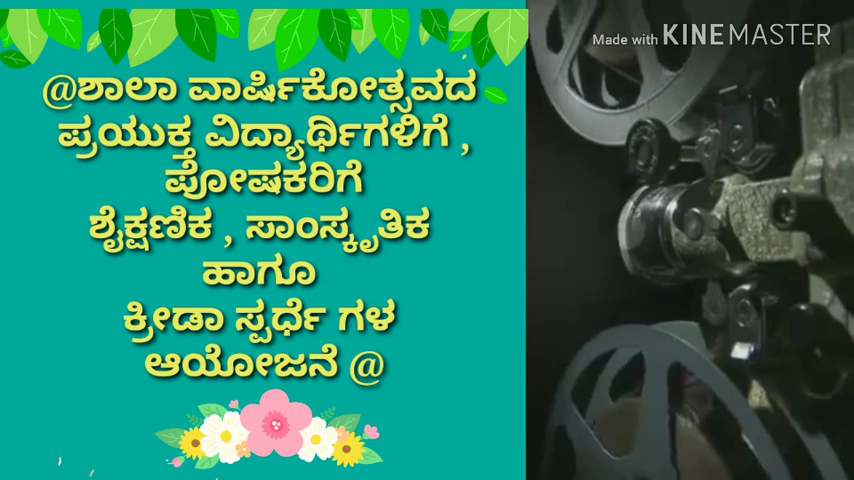 @ಶಾಲಾ ವಾರ್ಷಿಕೋತ್ಸವದ
ಪ್ರಯುಕ್ತ ವಿದ್ಯಾರ್ಥಿಗಳಿಗೆ ,
ಪೋಷಕರಿಗೆ
ಶೈಕ್ಷಣಿಕ , ಸಾಂಸ್ಕೃತಿಕ
ಹಾಗೂ
ಕ್ರೀಡಾ ಸ್ಪರ್ಧೆ ಗಳ
ಆಯೋಜನೆ @
Made with KINEMASTER